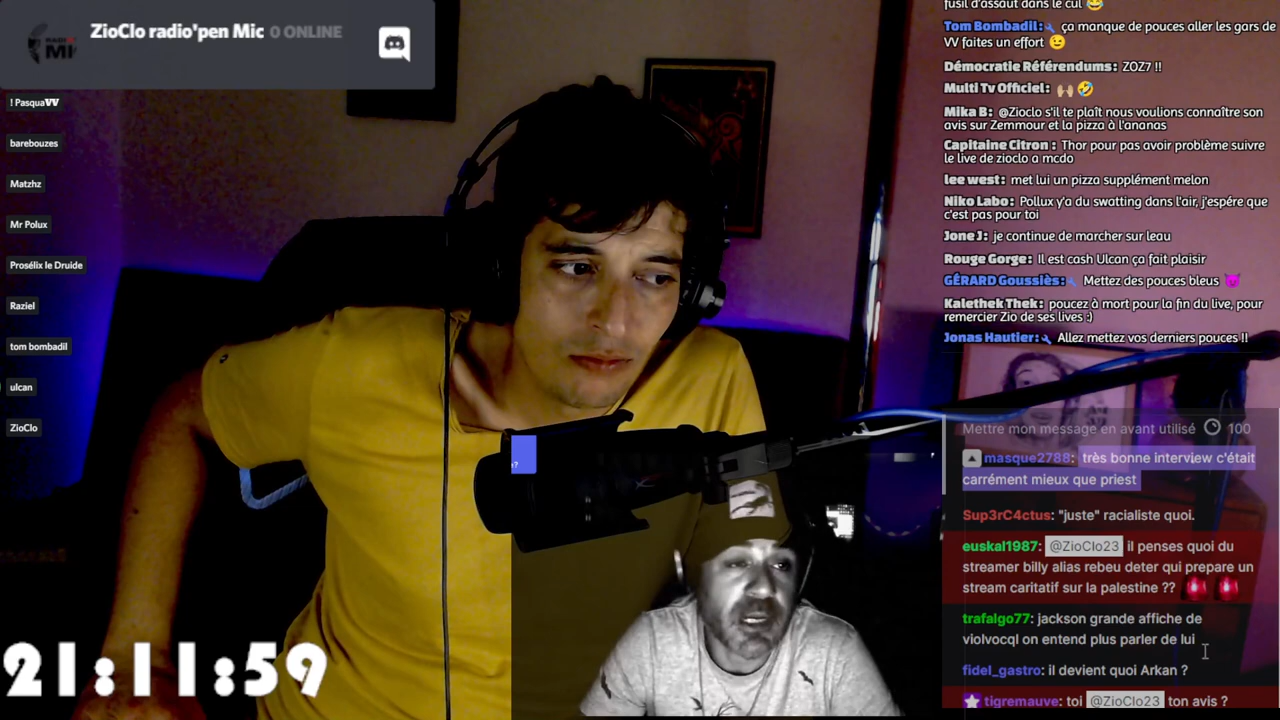 ZioClo radio'pen Mic 0 ONLINE
MI
! PasquaVV
barebouzes
Matzhz
Mr Polux
Prosélix le Druide
Raziel
tom bombadil
ulcan
ZioClo
21:11:59
fusil d'assaut dans le cul 😂
Tom Bombadil: ça manque de pouces aller les gars de
VV faites un effort 😉
Démocratie Référendums: ZOZ7 !!
Multi Tv Officiel: 🙌🏼 🤣
Mika B: @Zioclo s'il te plaît nous voulions connaître son
avis sur Zemmour et la pizza à l'ananas
Capitaine Citron : Thor pour pas avoir problème suivre
le live de zioclo a mcdo
lee west: met lui un pizza supplément melon
Niko Labo: Pollux y'a du swatting dans l'air, j'espére que
c'est pas pour toi
Jone J: je continue de marcher sur leau
Rouge Gorge: Il est cash Ulcan ça fait plaisir
GÉRARD Goussiès: Mettez des pouces bleus 😈
Kalethek Thek: poucez à mort pour la fin du live, pour
remercier Zio de ses lives :)
Jonas Hautier: Allez mettez vos derniers pouces !!
Mettre mon message en avant utilisé 100
masque2788: très bonne interview c'était
carrément mieux que priest
Sup3rC4ctus: "juste" racialiste quoi.
euskal1987: @ZioClo23 il penses quoi du
streamer billy alias rebeu deter qui prepare un
stream caritatif sur la palestine ?? 🚨 🚨
trafalgo77: jackson grande affiche de
violvocql on entend plus parler de lui
fidel_gastro: il devient quoi Arkan ?
tigremauve: toi @ZioClo23 ton avis ?